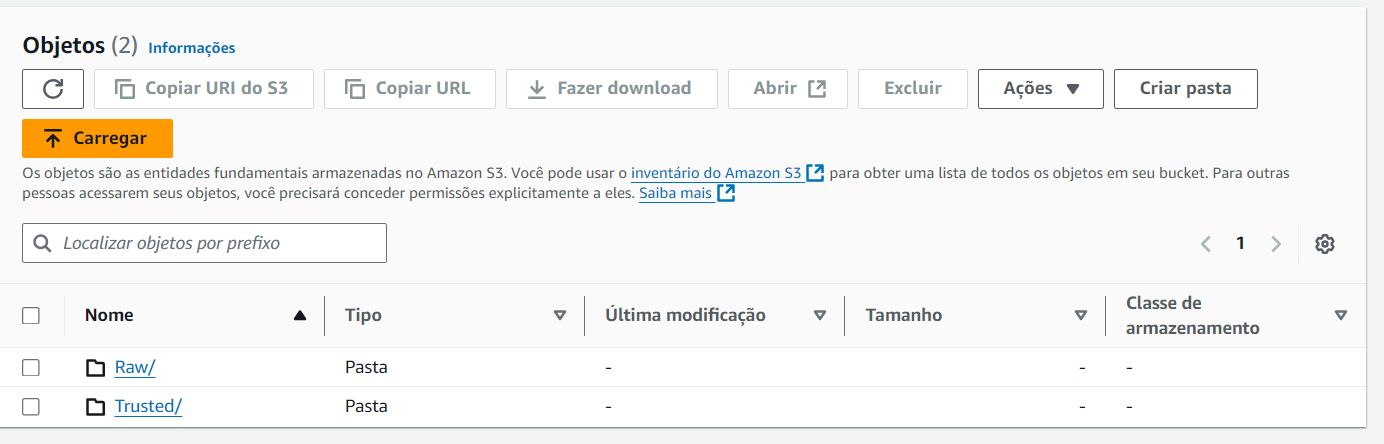 Objetos (2) Informações
Copiar URI do S3 Copiar URL Fazer download Abrir Excluir Ações Criar pasta
Carregar
Os objetos são as entidades fundamentais armazenadas no Amazon S3. Você pode usar o inventário do Amazon S3 para obter uma lista de todos os objetos em seu bucket. Para outras
pessoas acessarem seus objetos, você precisará conceder permissões explicitamente a eles. Saiba mais
Localizar objetos por prefixo 1
Nome Tipo Última modificação Tamanho Classe de
armazenamento
Raw/ Pasta - - -
Trusted/ Pasta - - -